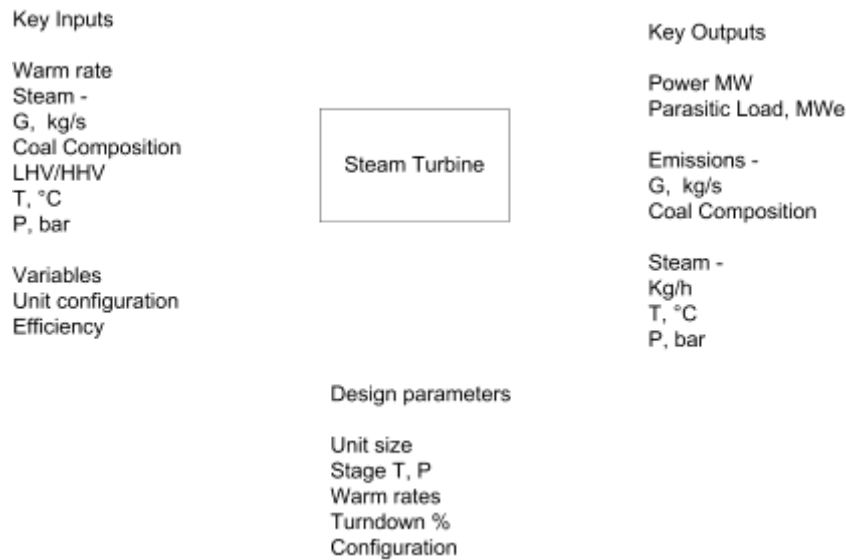 Key Inputs
Warm rate
Steam -
G, kg/s
Coal Composition
LHV/HHV
T, °C
P, bar
Variables
Unit configuration
Efficiency
Steam Turbine
Key Outputs
Power MW
Parasitic Load, MWe
Emissions -
G, kg/s
Coal Composition
Steam -
Kg/h
T, °C
P, bar
Design parameters
Unit size
Stage T, P
Warm rates
Turndown %
Configuration